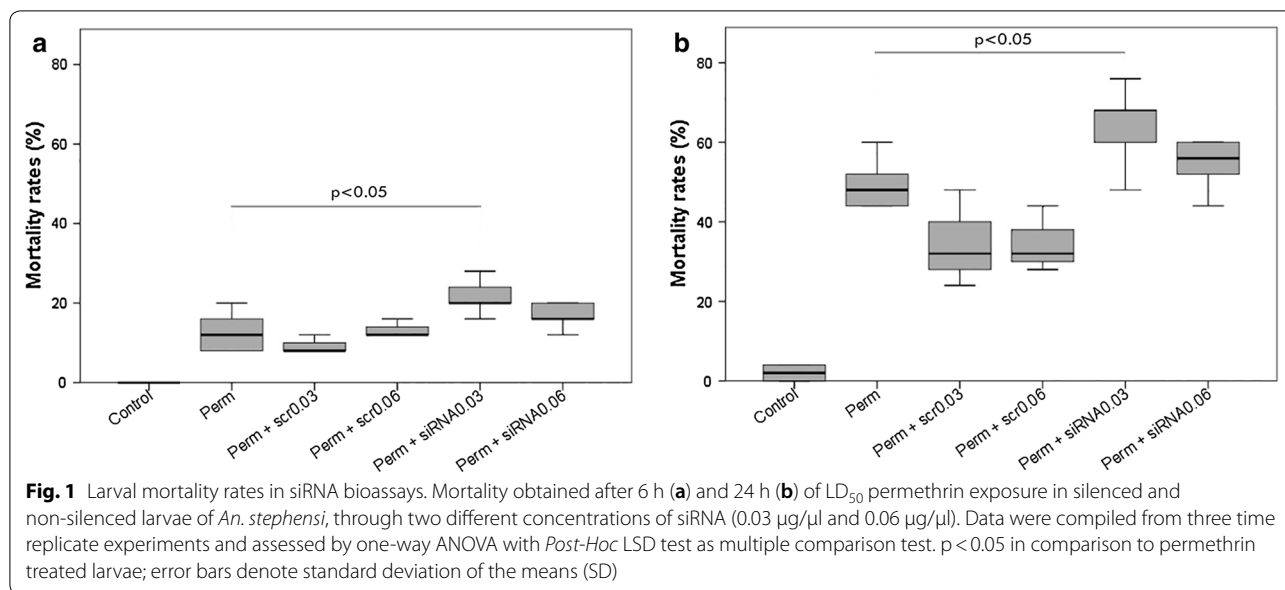 a
Mortality rates (%)
80
60
40
20
0
p<0.05
Control
Perm
Perm + scr0.03
Perm + scr0.06
Perm + siRNA0.03
Perm + siRNA0.06
b
Mortality rates (%)
80
60
40
20
0
p<0.05
Control
Perm
Perm + scr0.03
Perm + scr0.06
Perm + siRNA0.03
Perm + siRNA0.06
Fig. 1 Larval mortality rates in siRNA bioassays. Mortality obtained after 6 h (a) and 24 h (b) of LD50 permethrin exposure in silenced and
non-silenced larvae of An. stephensi, through two different concentrations of siRNA (0.03 µg/µl and 0.06 µg/µl). Data were compiled from three time
replicate experiments and assessed by one-way ANOVA with Post-Hoc LSD test as multiple comparison test. p < 0.05 in comparison to permethrin
treated larvae; error bars denote standard deviation of the means (SD)